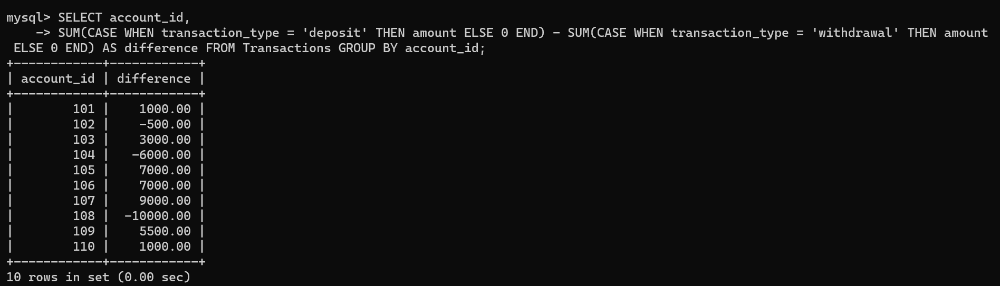 mysql> SELECT account_id,
    -> SUM(CASE WHEN transaction_type = 'deposit' THEN amount ELSE 0 END) - SUM(CASE WHEN transaction_type = 'withdrawal' THEN amount
 ELSE 0 END) AS difference FROM Transactions GROUP BY account_id;
+------------+------------+
| account_id | difference |
+------------+------------+
|        101 |    1000.00 |
|        102 |    -500.00 |
|        103 |    3000.00 |
|        104 |   -6000.00 |
|        105 |    7000.00 |
|        106 |    7000.00 |
|        107 |    9000.00 |
|        108 |  -10000.00 |
|        109 |    5500.00 |
|        110 |    1000.00 |
+------------+------------+
10 rows in set (0.00 sec)